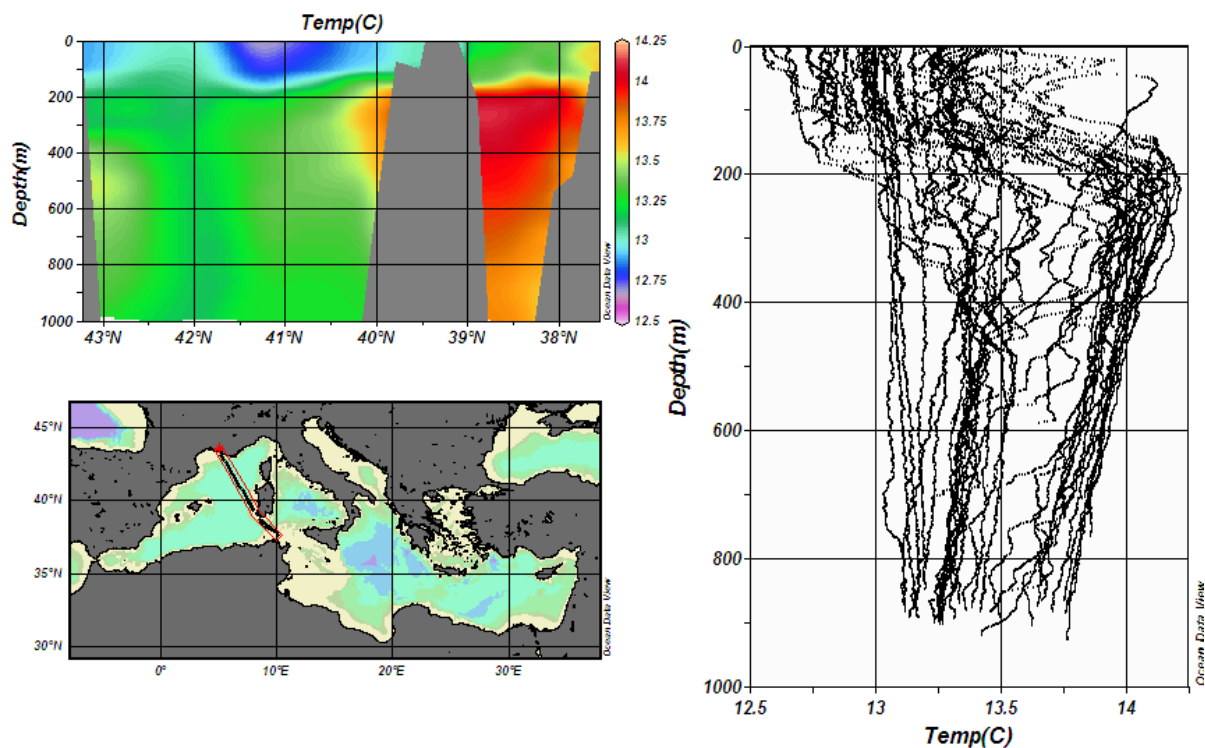 Temp(C)
0
200
400
600
800
1000
Depth(m)
43°N
42°N
41°N
40°N
39°N
38°N
14.25
14
13.75
13.5
13.25
13
12.75
12.5
Ocean Data View
45°N
40°N
35°N
30°N
0°
10°E
20°E
30°E
Ocean Data View
0
200
400
600
800
1000
Depth(m)
12.5
13
13.5
14
Temp(C)
Ocean Data View